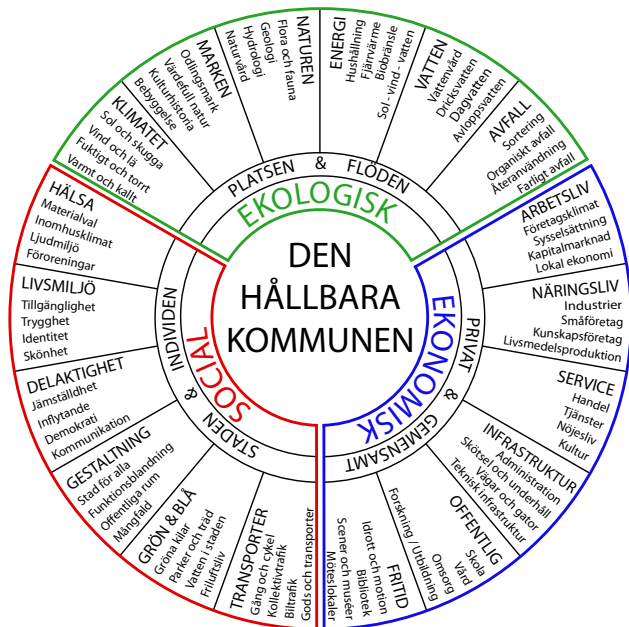 DEN
HÅLLBARA
KOMMUNEN
EKOLOGISK
PLATSEN & FLÖDEN
KLIMATET
Sol och skugga
Vind och lä
Fuktigt och torrt
Varmt och kallt
MARKEN
Odlingsmark
Värdefull natur
Kulturhistoria
Bebyggelse
NATUREN
Flora och fauna
Geologi
Hydrologi
Naturvård
ENERGI
Hushållning
Fjärrvärme
Biobränsle
Sol - vind - vatten
VATTEN
Vattenvård
Dricksvatten
Dagvatten
Avloppsvatten
AVFALL
Sortering
Organiskt avfall
Återanvändning
Farligt avfall
EKONOMISK
PRIVAT & GEMENSAMT
ARBETSLIV
Företagsklimat
Sysselsättning
Kapitalmarknad
Lokal ekonomi
NÄRINGSLIV
Industrier
Småföretag
Kunskapsföretag
Livsmedelsproduktion
SERVICE
Handel
Tjänster
Nöjesliv
Kultur
INFRASTRUKTUR
Administration
Skötsel och underhåll
Vägar och gator
Teknisk infrastruktur
OFFENTLIG
Skola
Vård
Omsorg
Forskning / Utbildning
FRITID
Idrott och motion
Bibliotek
Scener och muséer
Möteslokaler
SOCIAL
STADEN & INDIVIDEN
HÄLSA
Materialval
Inomhusklimat
Ljudmiljö
Föroreningar
LIVSMILJÖ
Tillgänglighet
Trygghet
Identitet
Skönhet
DELAKTIGHET
Jämställdhet
Inflytande
Demokrati
Kommunikation
GESTALTNING
Stad för alla
Funktionsblandning
Offentliga rum
Mångfald
GRÖN & BLÅ
Gröna kilar
Parker och träd
Vatten i staden
Friluftsliv
TRANSPORTER
Gång och cykel
Kollektivtrafik
Biltrafik
Gods och transporter